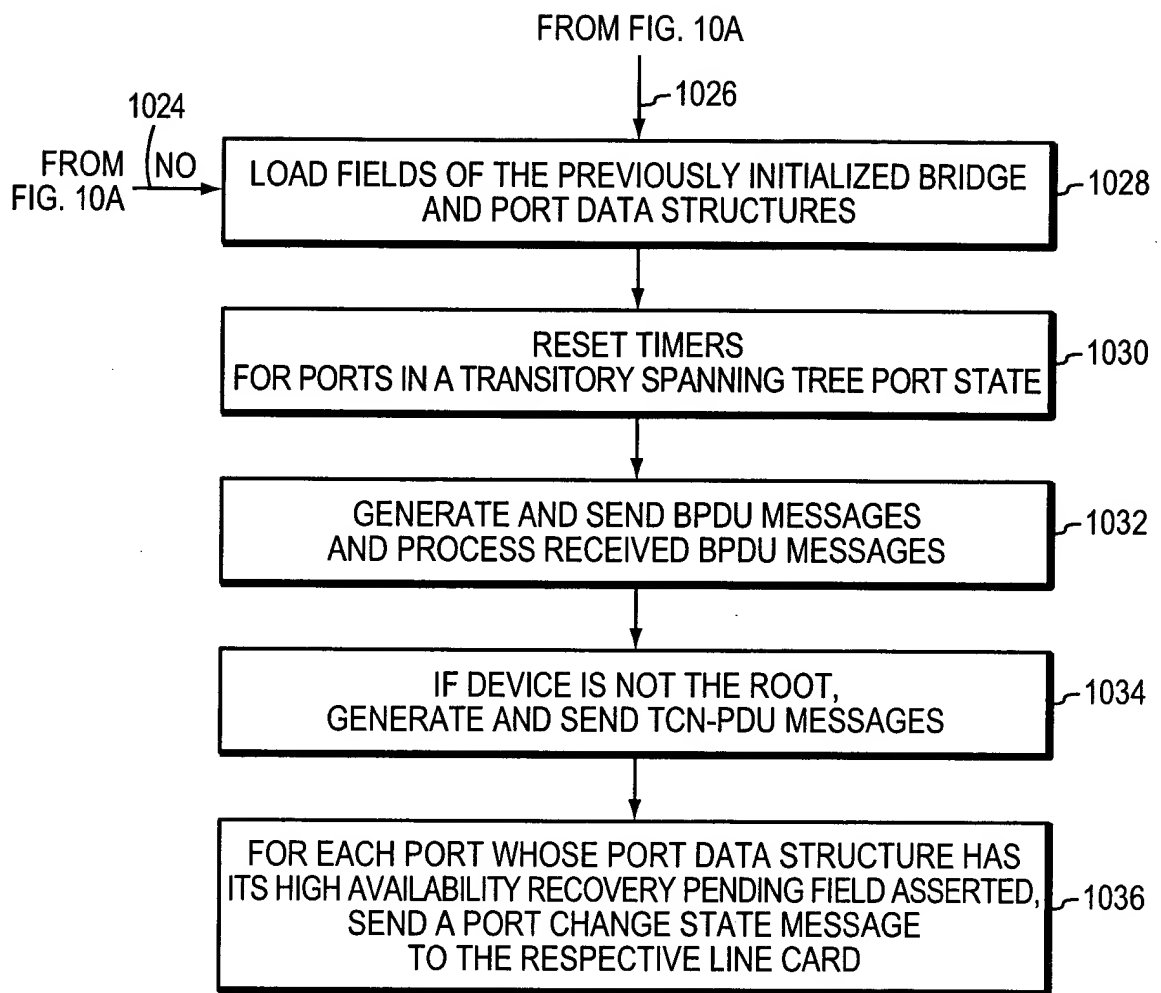 FROM FIG. 10A
1026
1024
FROM
FIG. 10A
NO
LOAD FIELDS OF THE PREVIOUSLY INITIALIZED BRIDGE
AND PORT DATA STRUCTURES
1028
RESET TIMERS
FOR PORTS IN A TRANSITORY SPANNING TREE PORT STATE
1030
GENERATE AND SEND BPDU MESSAGES
AND PROCESS RECEIVED BPDU MESSAGES
1032
IF DEVICE IS NOT THE ROOT,
GENERATE AND SEND TCN-PDU MESSAGES
1034
FOR EACH PORT WHOSE PORT DATA STRUCTURE HAS
ITS HIGH AVAILABILITY RECOVERY PENDING FIELD ASSERTED,
SEND A PORT CHANGE STATE MESSAGE
TO THE RESPECTIVE LINE CARD
1036